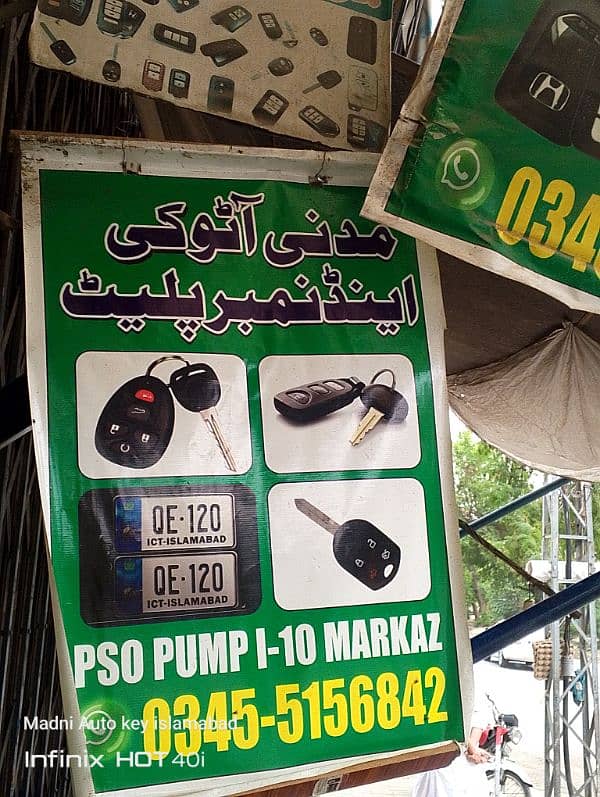 0345
مدنی آٹو کی
اینڈ نمبر پلیٹ
QE-120
ICT-ISLAMABAD
QE-120
ICT-ISLAMABAD
PSO PUMP I-10 MARKAZ
0345-5156842
Madni Auto key islamabad
Infinix HOT 40i